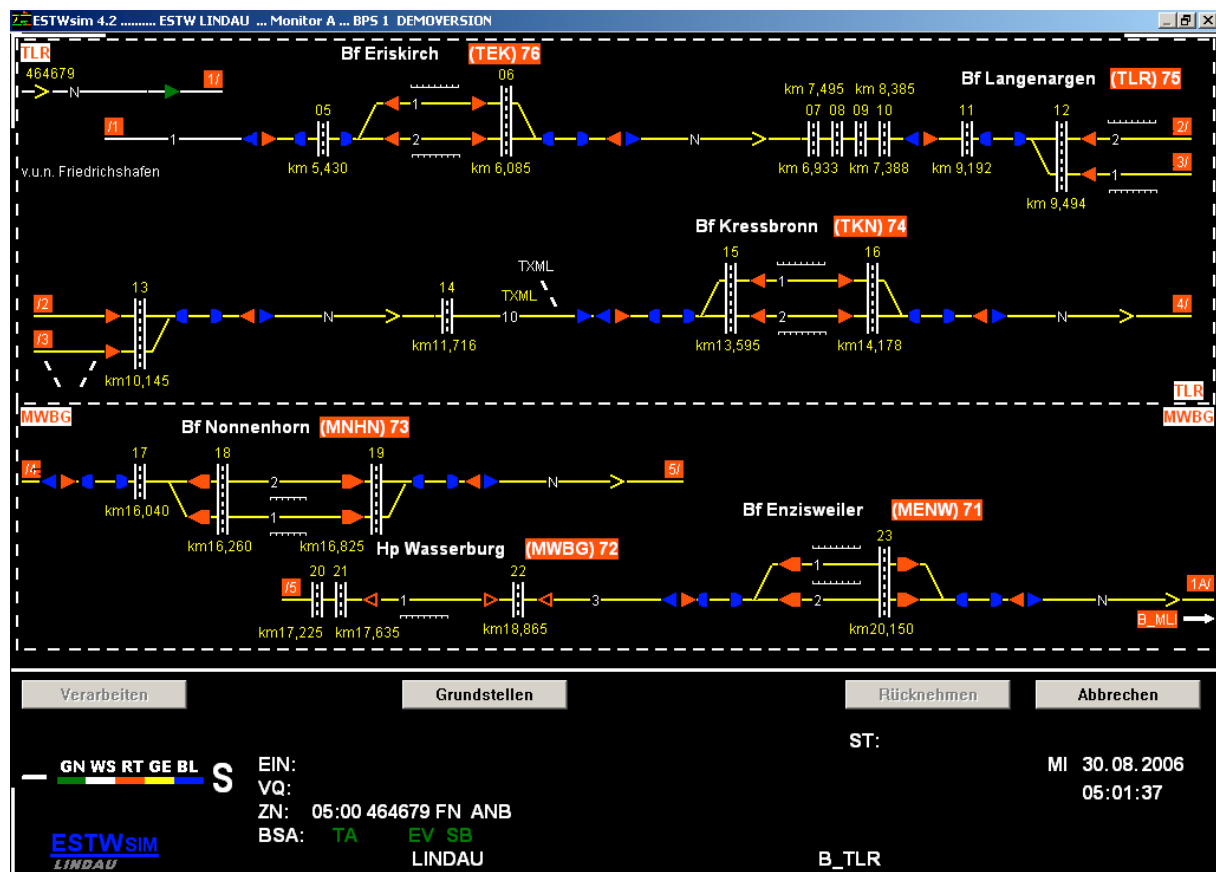 ESTWsim 4.2 ......... ESTW LINDAU ... Monitor A ... BPS 1 DEMOVERSION
TLR
Bf Eriskirch (TEK) 76
464679
N
1/
06
km 7,495 km 8,385
Bf Langenargen (TLR) 75
05
1
07 08 09 10
11
12
/1
1
2
N
2
2/
v.u.n. Friedrichshafen
km 5,430
km 6,085
km 6,933
km 7,388
km 9,192
1
3/
km 9,494
Bf Kressbronn (TKN) 74
15
16
TXML
13
14
TXML
1
/2
N
10
2
N
4/
/3
km11,716
km13,595
km14,178
km10,145
TLR
MWBG
MWBG
Bf Nonnenhorn (MNHN) 73
17
18
19
/4
2
N
5/
km16,040
1
Bf Enzisweiler (MENW) 71
km16,260
km16,825
Hp Wasserburg (MWBG) 72
23
20 21
22
1
/5
1
3
2
N
1A/
km17,225
km17,635
km18,865
km20,150
B_MLI
Verarbeiten
Grundstellen
Rücknehmen
Abbrechen
ST:
GN WS RT GE BL S
EIN:
MI 30.08.2006
VQ:
05:01:37
ZN: 05:00 464679 FN ANB
BSA: TA EV SB
ESTWSIM
LINDAU
LINDAU
B_TLR